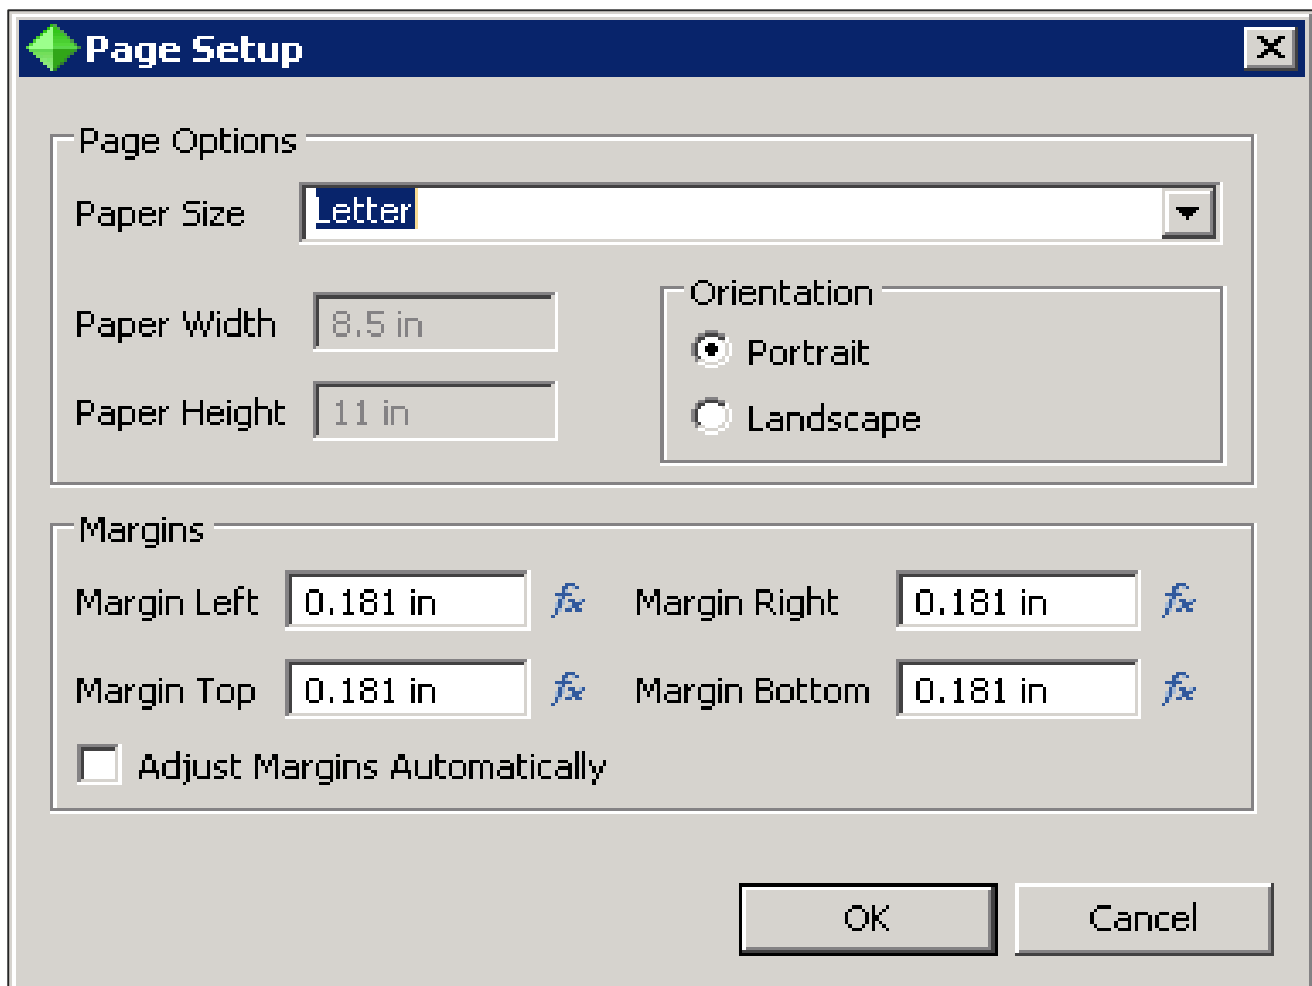 Page Setup
Page Options
Paper Size Letter
Paper Width 8.5 in
Paper Height 11 in
Orientation
Portrait
Landscape
Margins
Margin Left 0.181 in fx Margin Right 0.181 in fx
Margin Top 0.181 in fx Margin Bottom 0.181 in fx
Adjust Margins Automatically
OK Cancel